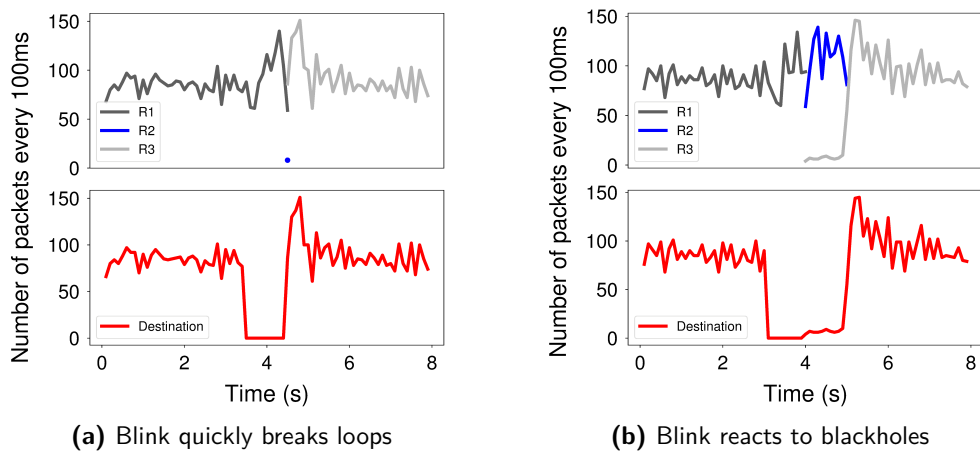 Number of packets every 100ms
150
100
50
0
R1
R2
R3
150
100
50
0
Destination
0 2 4 6 8
Time (s)
(a) Blink quickly breaks loops
Number of packets every 100ms
150
100
50
0
R1
R2
R3
150
100
50
0
Destination
0 2 4 6 8
Time (s)
(b) Blink reacts to blackholes